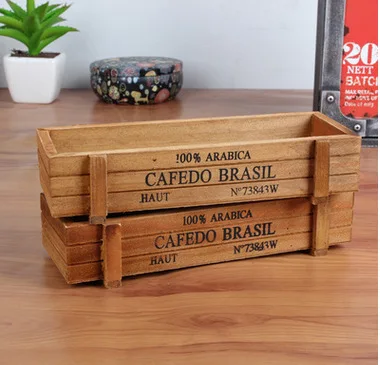 20
NETT
BATCH
100% ARABICA
CAFEDO BRASIL
HAUT N°73843W
100% ARABICA
CAFEDO BRASIL
HAUT N°73843W